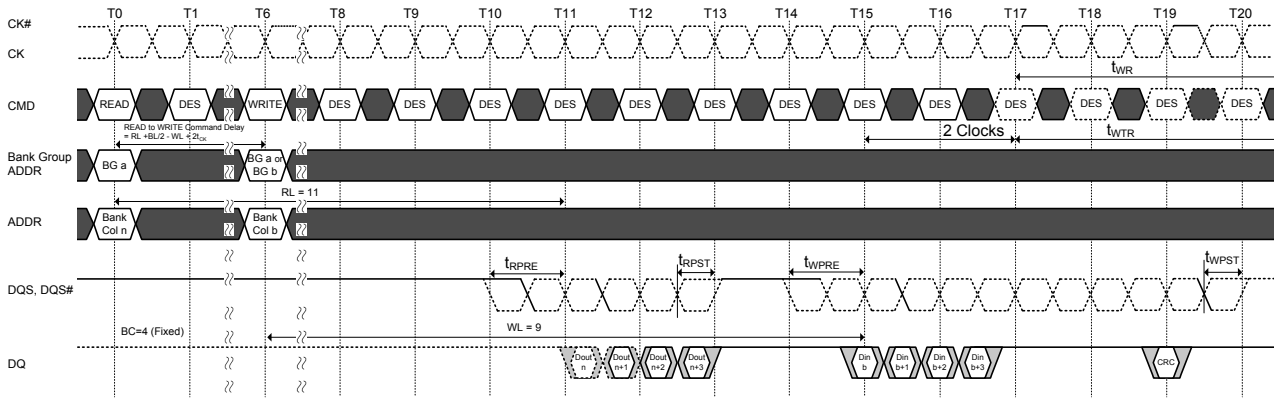 T0 T1 T6 T8 T9 T10 T11 T12 T13 T14 T15 T16 T17 T18 T19 T20
CK#
CK
tWR
CMD READ DES WRITE DES DES DES DES DES DES DES DES DES DES DES DES DES
READ to WRITE Command Delay
= RL +BL/2 - WL + 2tCK
2 Clocks tWTR
Bank Group
ADDR
BG a
BG a or
BG b
RL = 11
ADDR
Bank
Col n
Bank
Col b
tRPRE tRPST tWPRE tWPST
DQS, DQS#
BC=4 (Fixed)
WL = 9
DQ
Dout
n
Dout
n+1
Dout
n+2
Dout
n+3
Din
b
Din
b+1
Din
b+2
Din
b+3
CRC